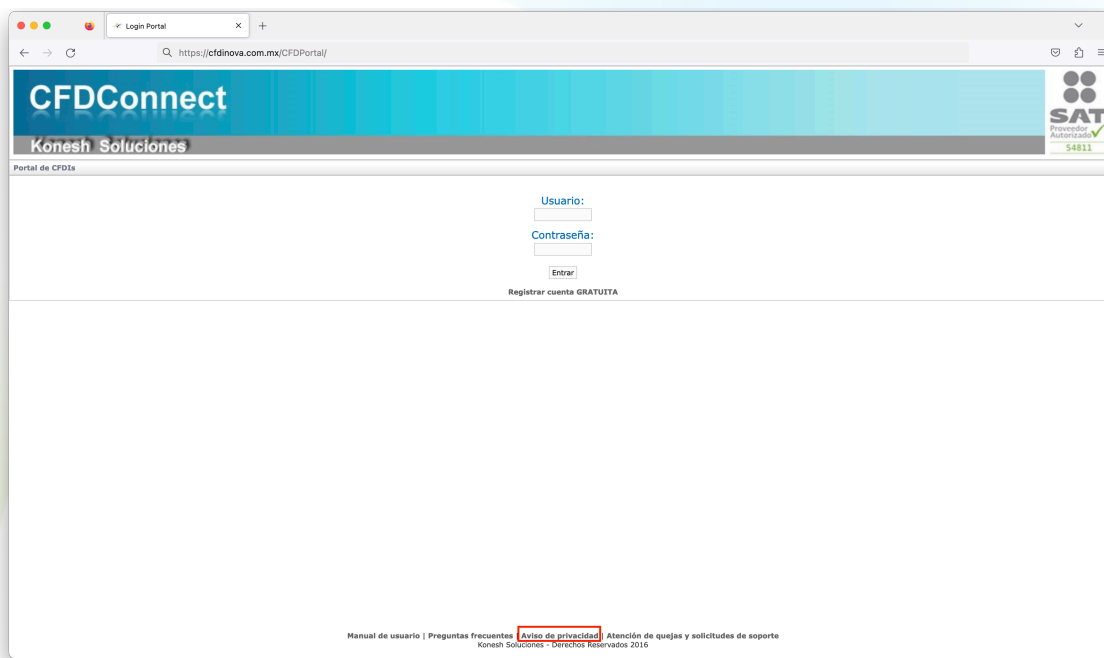 Login Portal
https://cfdinova.com.mx/CFDPortal/
CFDConnect
Konesh Soluciones
SAT
Proveedor
Autorizado
54811
Portal de CFDIs
Usuario:
Contraseña:
Entrar
Registrar cuenta GRATUITA
Manual de usuario | Preguntas frecuentes | Aviso de privacidad | Atención de quejas y solicitudes de soporte
Konesh Soluciones - Derechos Reservados 2016